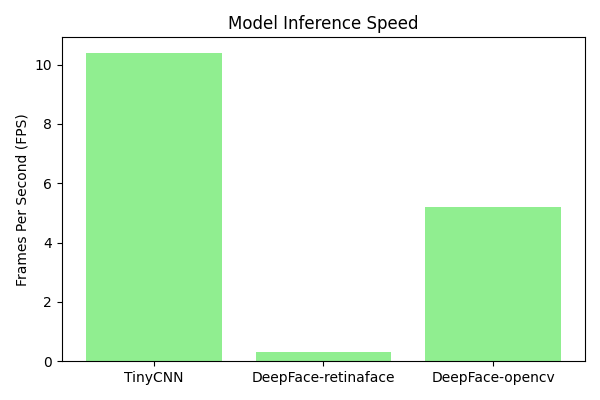 Model Inference Speed
Frames Per Second (FPS)
10
8
6
4
2
0
TinyCNN
DeepFace-retinaface
DeepFace-opencv